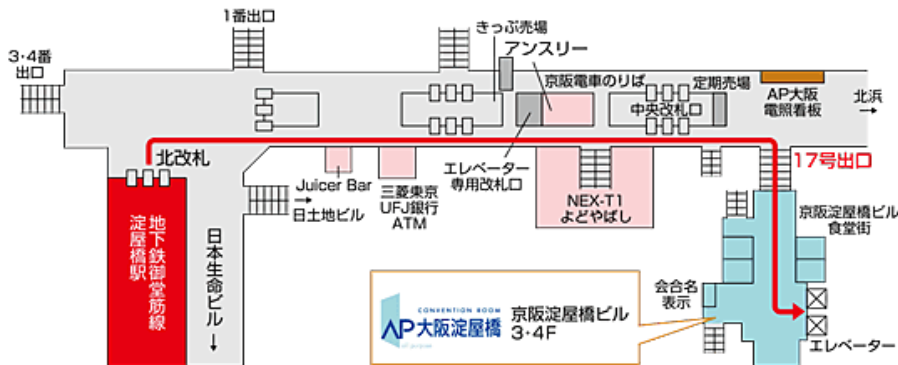 1番出口
きっぷ売場
アンスリー
3・4番
出口
京阪電車のりば
定期売場
中央改札口
AP大阪
電照看板
北浜
→
北改札
エレベーター
専用改札口
17号出口
Juicer Bar
→
日土地ビル
三菱東京
UFJ銀行
ATM
NEX-T1
よどやばし
地下鉄御堂筋線
淀屋橋駅
日本生命ビル→
京阪淀屋橋ビル
食堂街
会合名
表示
CONVENTION ROOM
AP大阪淀屋橋
京阪淀屋橋ビル
3・4F
エレベーター